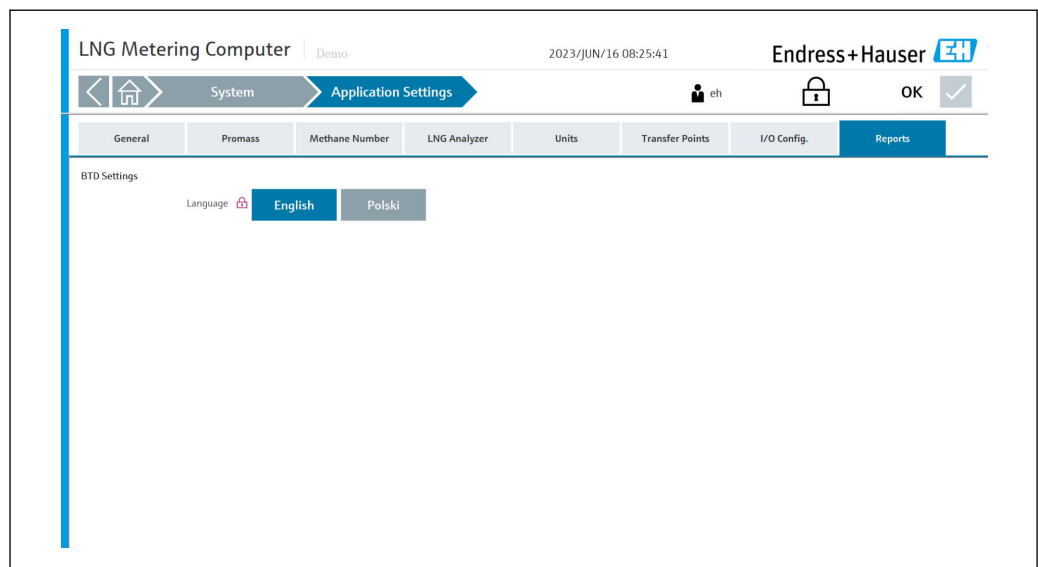 LNG Metering Computer Demo 2023/JUN/16 08:25:41 Endress+Hauser EH
System Application Settings eh OK
General Promass Methane Number LNG Analyzer Units Transfer Points I/O Config. Reports
BTD Settings
Language English Polski